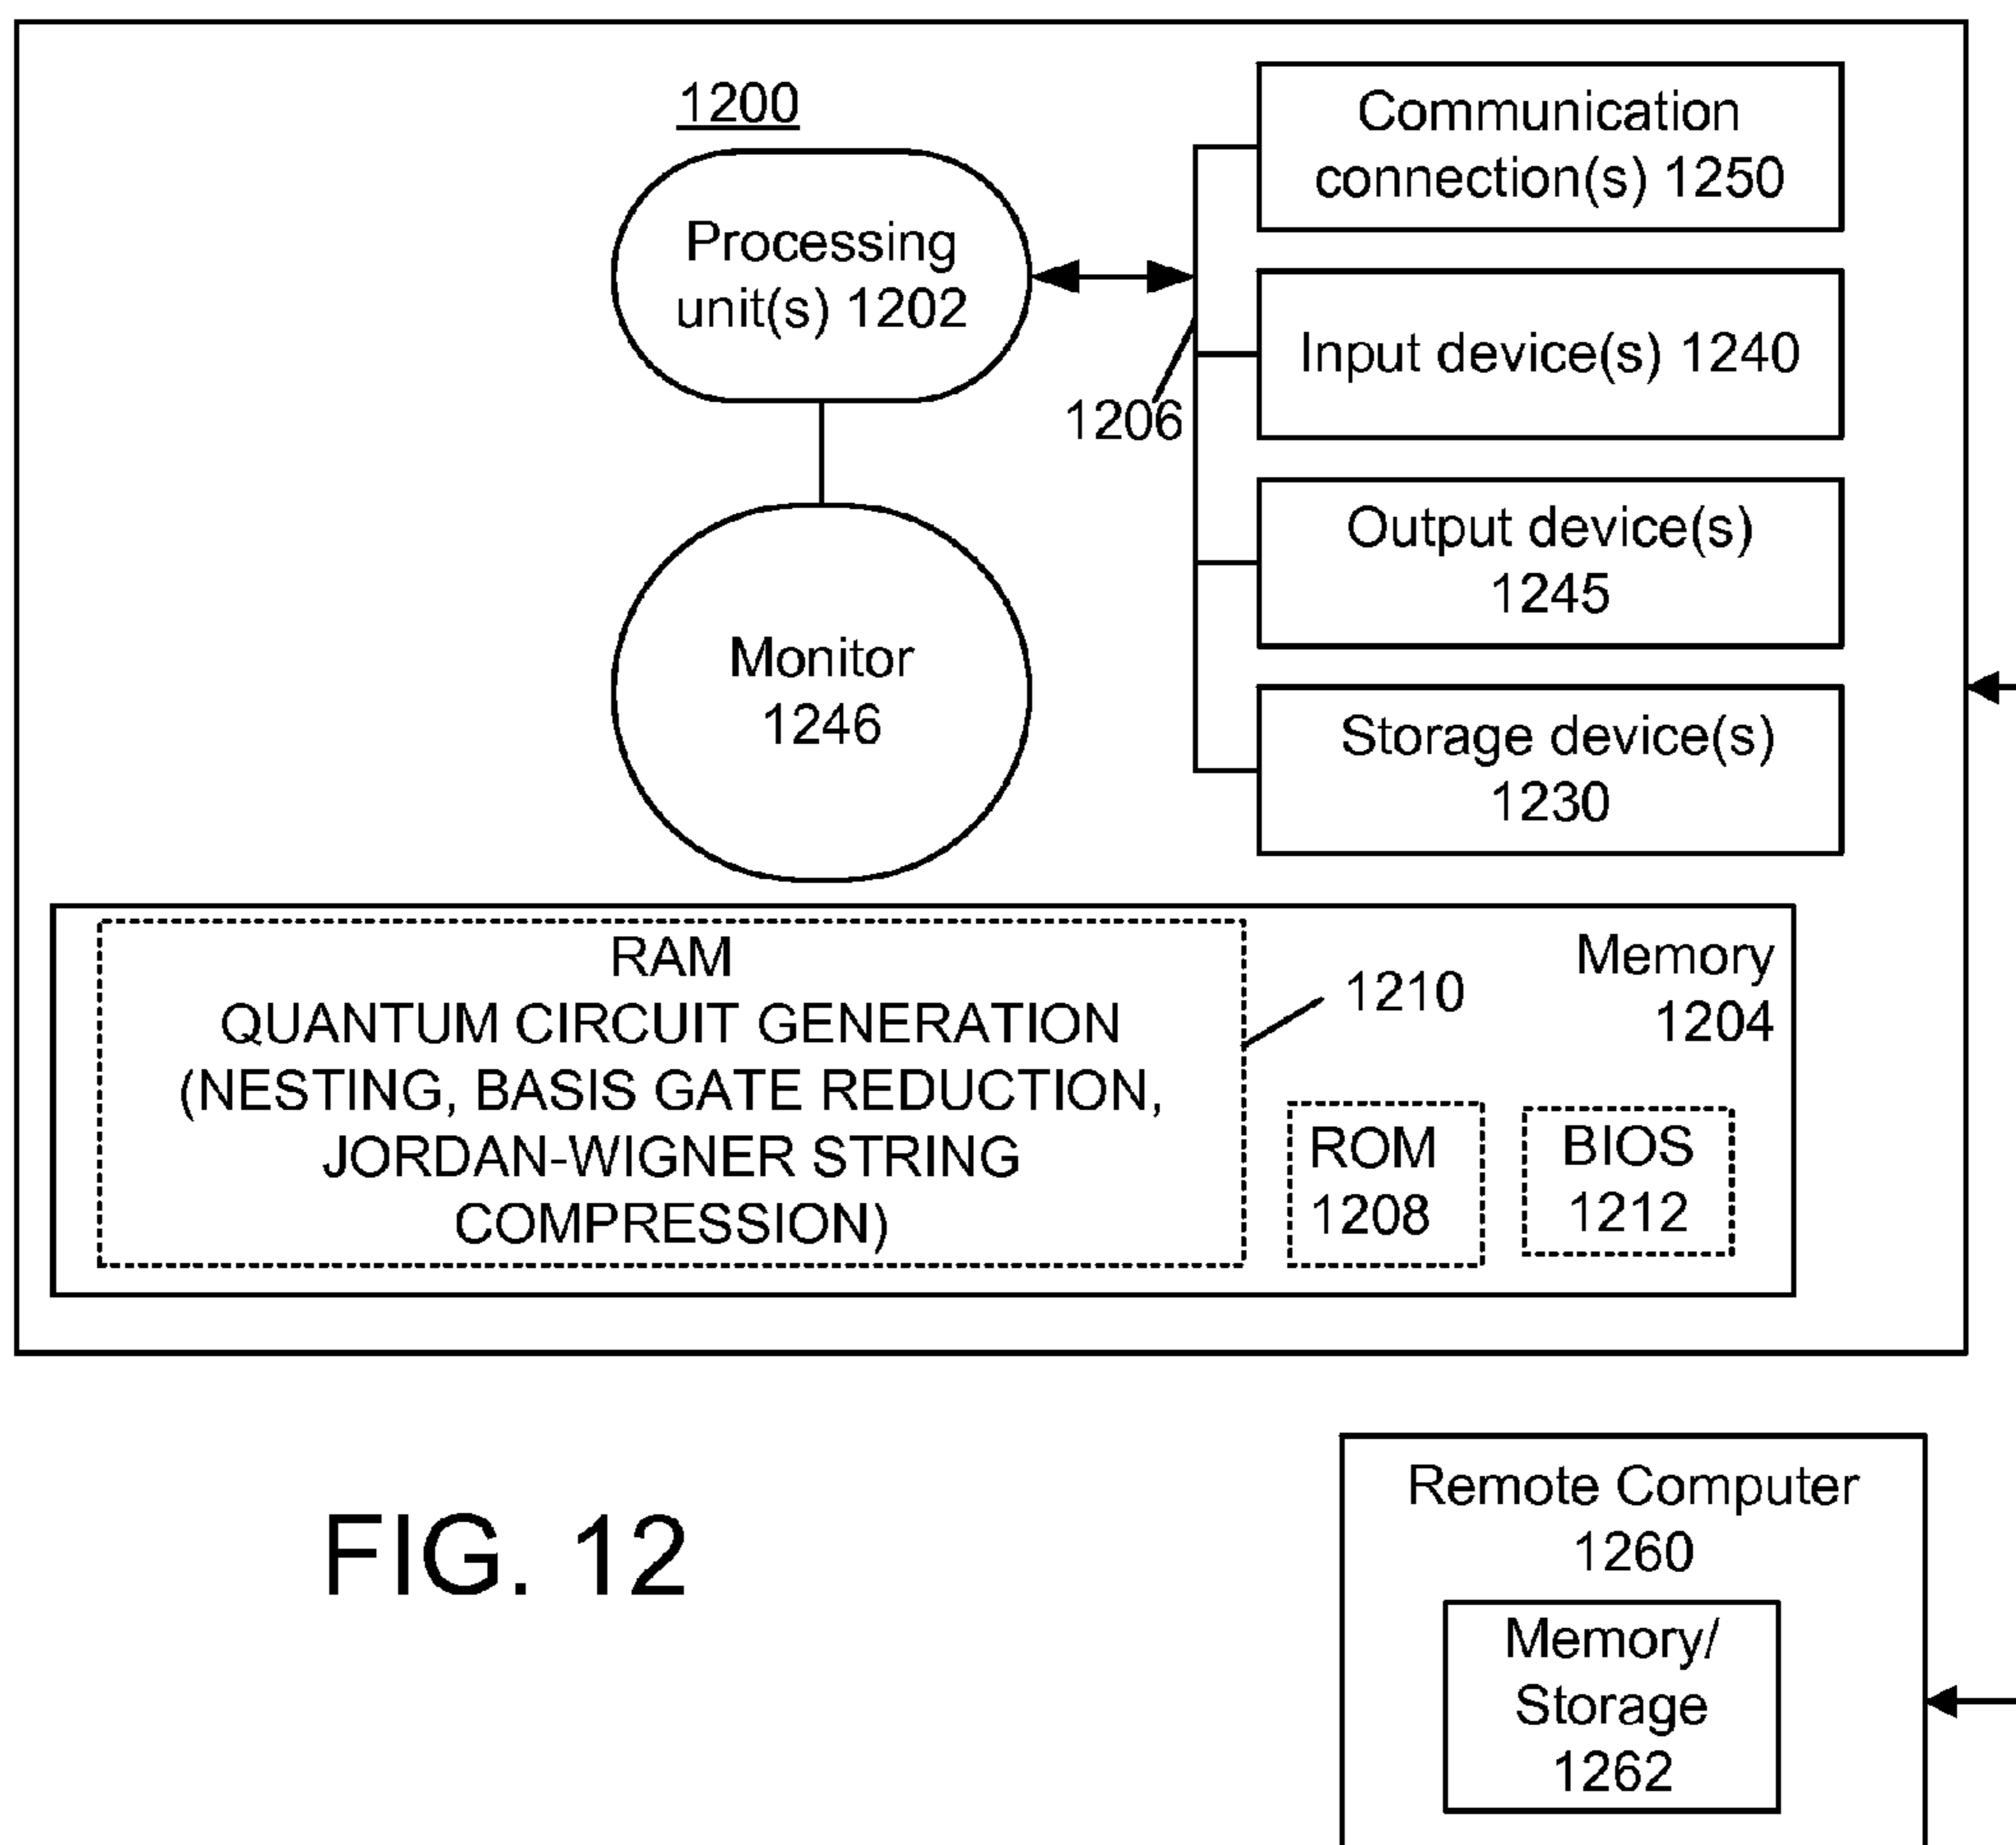 1200
Communication
connection(s) 1250
Processing
unit(s) 1202
Input device(s) 1240
1206
Output device(s)
1245
Monitor
1246
Storage device(s)
1230
RAM
QUANTUM CIRCUIT GENERATION
(NESTING, BASIS GATE REDUCTION,
JORDAN-WIGNER STRING
COMPRESSION)
1210
Memory
1204
ROM
1208
BIOS
1212
FIG. 12
Remote Computer
1260
Memory/
Storage
1262